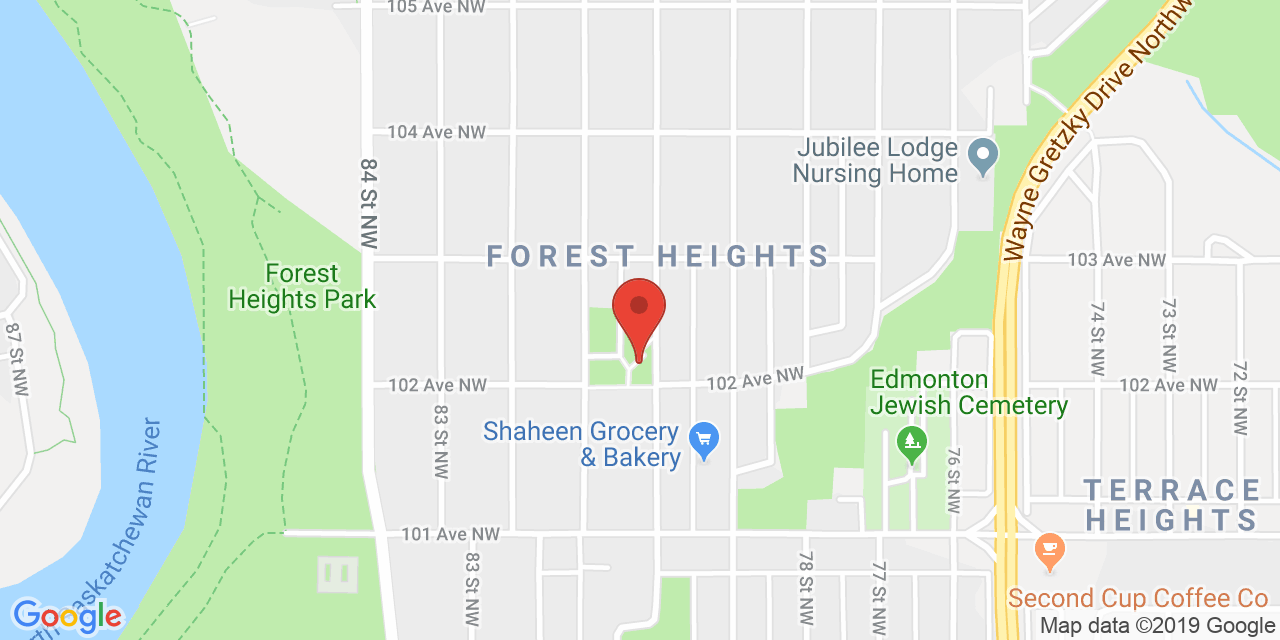 105 Ave NW
Wayne Gretzky Drive Northw
104 Ave NW
Jubilee Lodge
Nursing Home
84 St NW
FOREST HEIGHTS
103 Ave NW
Forest
Heights Park
87 St NW
74 St NW
73 St NW
72 St NW
102 Ave NW
102 Ave NW
102 Ave NW
Edmonton
Jewish Cemetery
83 St NW
Shaheen Grocery
& Bakery
76 St NW
TERRACE
HEIGHTS
askatchewan River
101 Ave NW
83 St NW
78 St NW
77 St NW
Second Cup Coffee Co
Google
Map data ©2019 Google